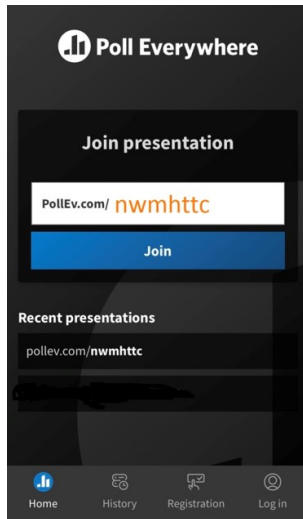 Poll Everywhere
Join presentation
PollEv.com/ nwmhttc
Join
Recent presentations
pollev.com/nwmhttc
Home History Registration Log in